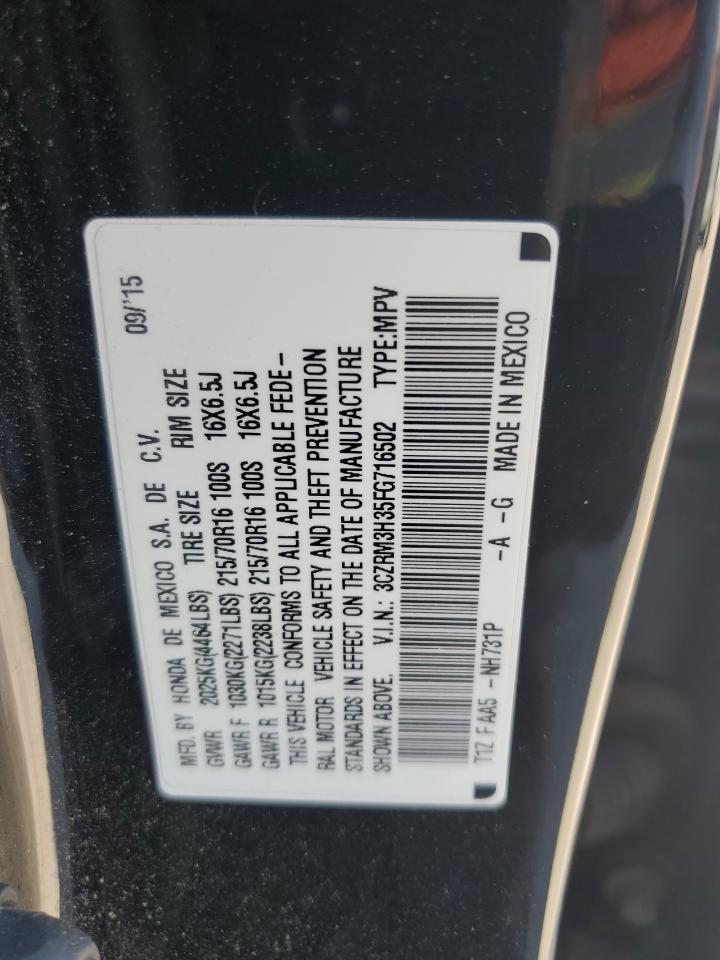 MFD. BY HONDA DE MEXICO S.A. DE C.V. 09/'15
GVWR 2025KG(4464LBS) TIRE SIZE RIM SIZE
GAWR F 1030KG(2271LBS) 215/70R16 100S 16X6.5J
GAWR R 1015KG(2238LBS) 215/70R16 100S 16X6.5J
THIS VEHICLE CONFORMS TO ALL APPLICABLE FEDE-
RAL MOTOR VEHICLE SAFETY AND THEFT PREVENTION
STANDARDS IN EFFECT ON THE DATE OF MANUFACTURE
SHOWN ABOVE. V.I.N.: 3CZRM3H35FG716502 TYPE:MPV
T1Z F AA5 -NH731P -A -G MADE IN MEXICO